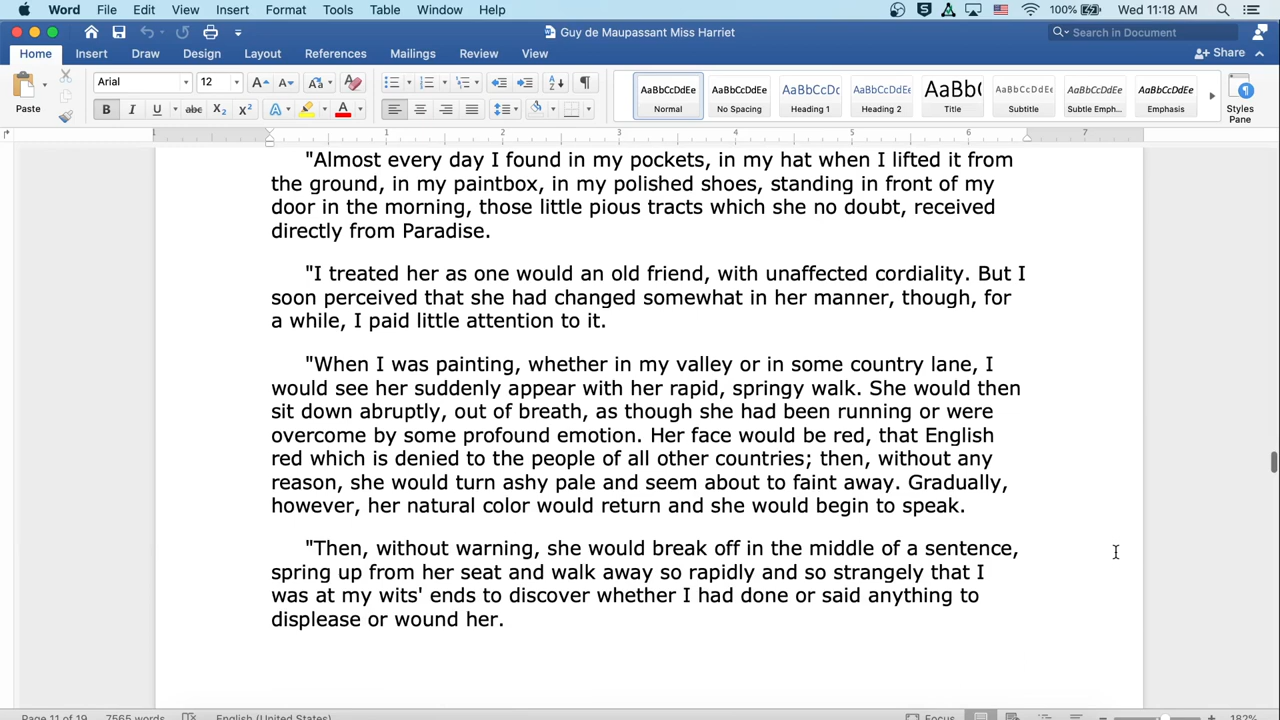 Word File Edit View Insert Format Tools Table Window Help 100% Wed 11:18 AM
Guy de Maupassant Miss Harriet Search in Document
Home Insert Draw Design Layout References Mailings Review View Share
Paste Arial 12 AaBbCcDdEe AaBbCcDdEe AaBbCcDc AaBbCcDdEe AaBbC AaBbCcDdEe AaBbCcDdEe AaBbCcDdEe
B I U abc X₂ X² A A Normal No Spacing Heading 1 Heading 2 Title Subtitle Subtle Emph... Emphasis Styles Pane
1 1 2 3 4 5 6 7
"Almost every day I found in my pockets, in my hat when I lifted it from
the ground, in my paintbox, in my polished shoes, standing in front of my
door in the morning, those little pious tracts which she no doubt, received
directly from Paradise.
"I treated her as one would an old friend, with unaffected cordiality. But I
soon perceived that she had changed somewhat in her manner, though, for
a while, I paid little attention to it.
"When I was painting, whether in my valley or in some country lane, I
would see her suddenly appear with her rapid, springy walk. She would then
sit down abruptly, out of breath, as though she had been running or were
overcome by some profound emotion. Her face would be red, that English
red which is denied to the people of all other countries; then, without any
reason, she would turn ashy pale and seem about to faint away. Gradually,
however, her natural color would return and she would begin to speak.
"Then, without warning, she would break off in the middle of a sentence,
spring up from her seat and walk away so rapidly and so strangely that I
was at my wits' ends to discover whether I had done or said anything to
displease or wound her.
Page 11 of 19 7565 words English (United States) Focus 182%